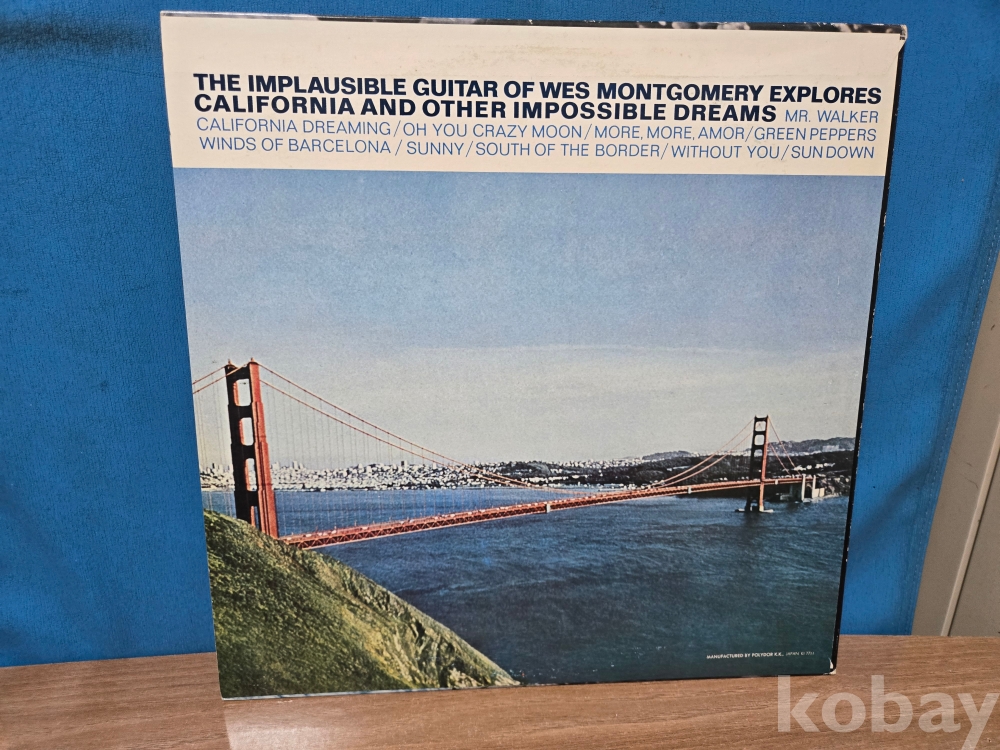 THE IMPLAUSIBLE GUITAR OF WES MONTGOMERY EXPLORES
CALIFORNIA AND OTHER IMPOSSIBLE DREAMS MR. WALKER
CALIFORNIA DREAMING/OH YOU CRAZY MOON/MORE, MORE, AMOR/GREEN PEPPERS
WINDS OF BARCELONA/SUNNY/SOUTH OF THE BORDER/WITHOUT YOU/SUN DOWN
MANUFACTURED BY POLYDOR K.K., JAPAN
kobay